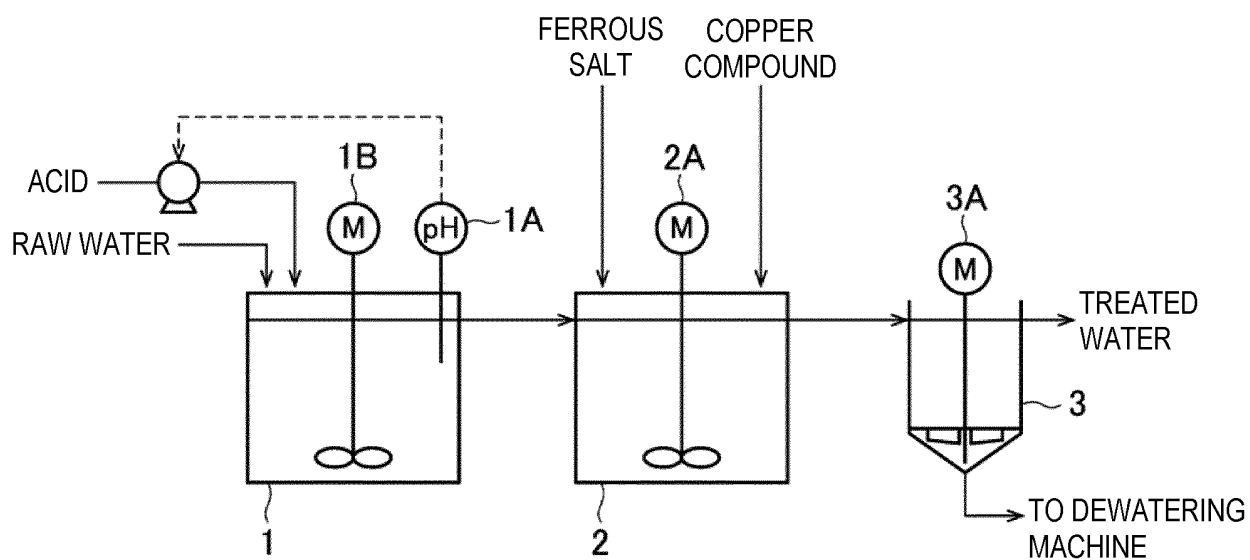 FERROUS
SALT
COPPER
COMPOUND
1B
2A
ACID
M
pH
1A
M
3A
RAW WATER
M
TREATED
WATER
3
1
2
TO DEWATERING
MACHINE